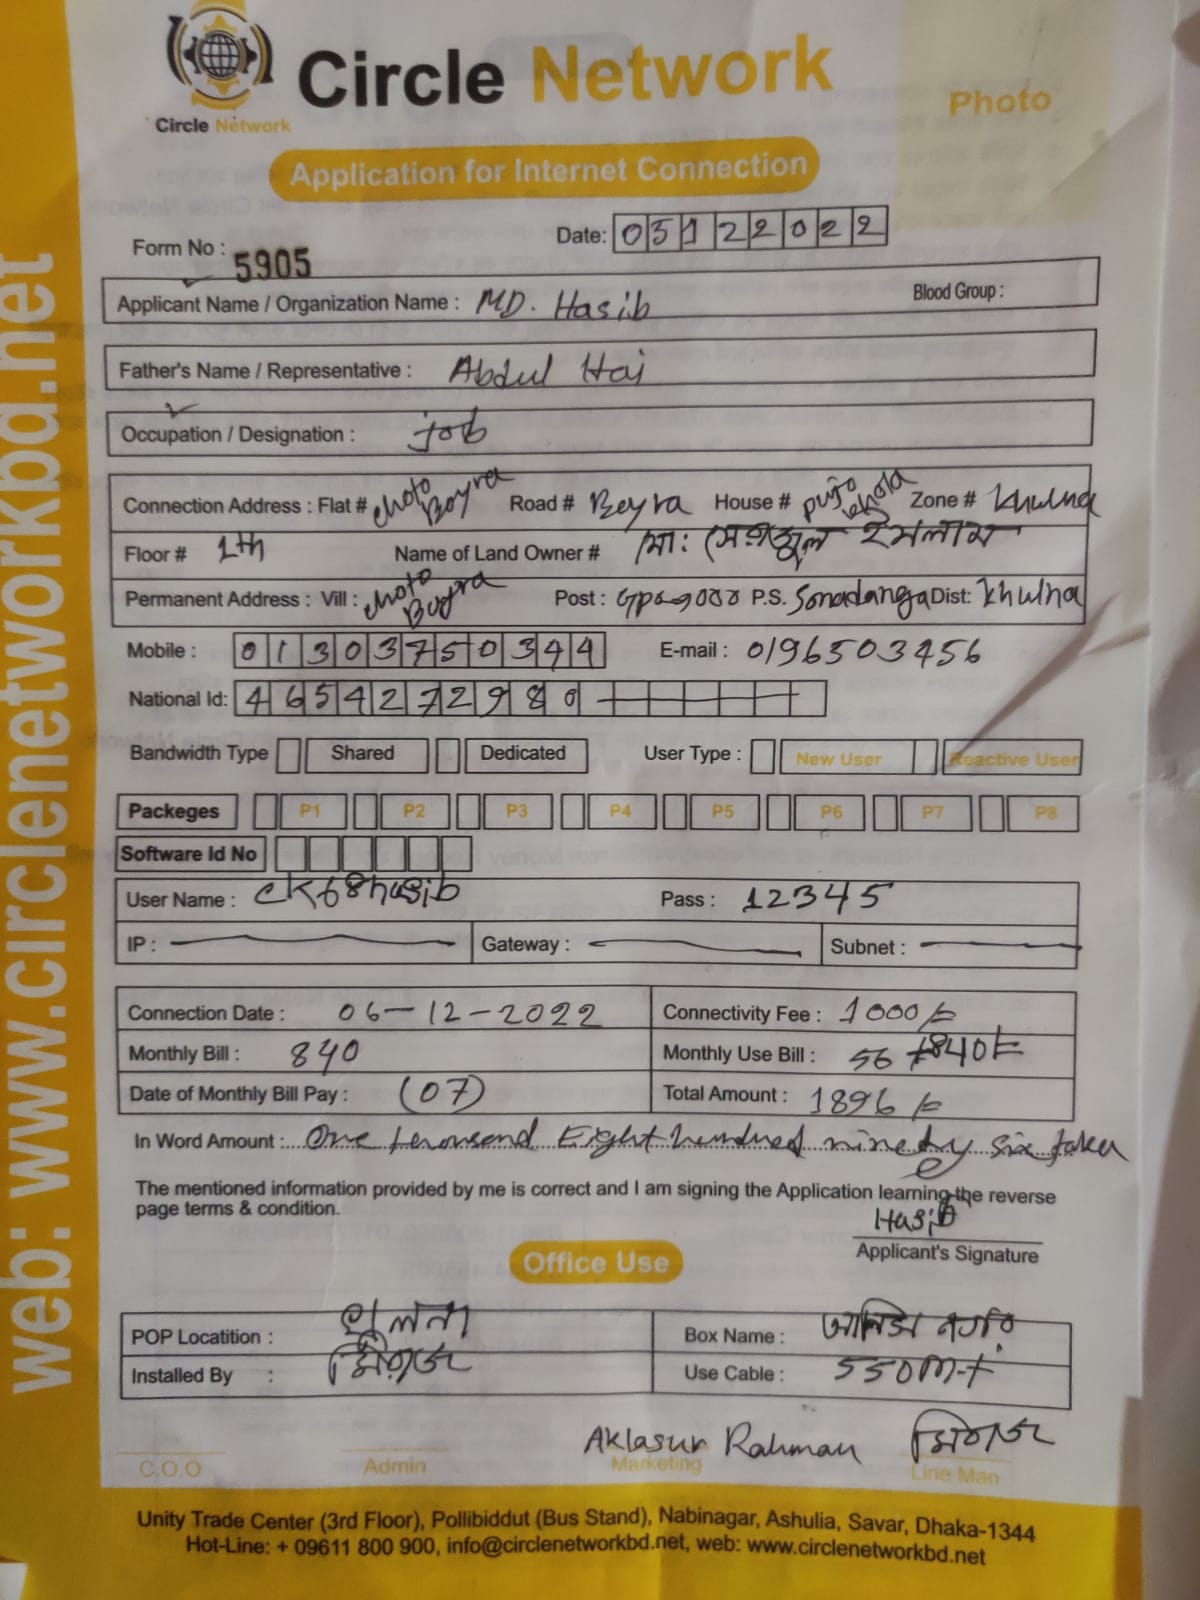 Circle Network
Circle Network
Photo
Application for Internet Connection
Form No : 5905 Date: 05122022
Applicant Name / Organization Name : MD. Hasib Blood Group :
Father's Name / Representative : Abdul Hai
Occupation / Designation : job
Connection Address : Flat # choto Boyra Road # Boyra House # pujo khola Zone # Khulna
Floor # 1th Name of Land Owner # মো: ইসলাম
Permanent Address : Vill : choto Boyra Post : P.S. Sonadanga Dist: Khulna
Mobile : 01303750344 E-mail : 0196503456
National Id: 4654272980
Bandwidth Type Shared Dedicated User Type : New User Reactive User
Packeges P1 P2 P3 P4 P5 P6 P7 P8
Software Id No
User Name : ck68hasib Pass : 12345
IP : Gateway : Subnet :
Connection Date : 06-12-2022 Connectivity Fee : 1000/=
Monthly Bill : 840 Monthly Use Bill : 56 +840/=
Date of Monthly Bill Pay : (07) Total Amount : 1896/=
In Word Amount : One Eight hundred ninety six taka
The mentioned information provided by me is correct and I am signing the Application learning the reverse
page terms & condition.
Hasib
Applicant's Signature
Office Use
POP Locatition : খুলনা Box Name :
Installed By : মিরাজ Use Cable : 550M-t
Aklasur Rahman মিরাজ
C.O.O Admin Marketing Line Man
Unity Trade Center (3rd Floor), Pollibiddut (Bus Stand), Nabinagar, Ashulia, Savar, Dhaka-1344
Hot-Line: + 09611 800 900, info@circlenetworkbd.net, web: www.circlenetworkbd.net
web: www.circlenetworkbd.net